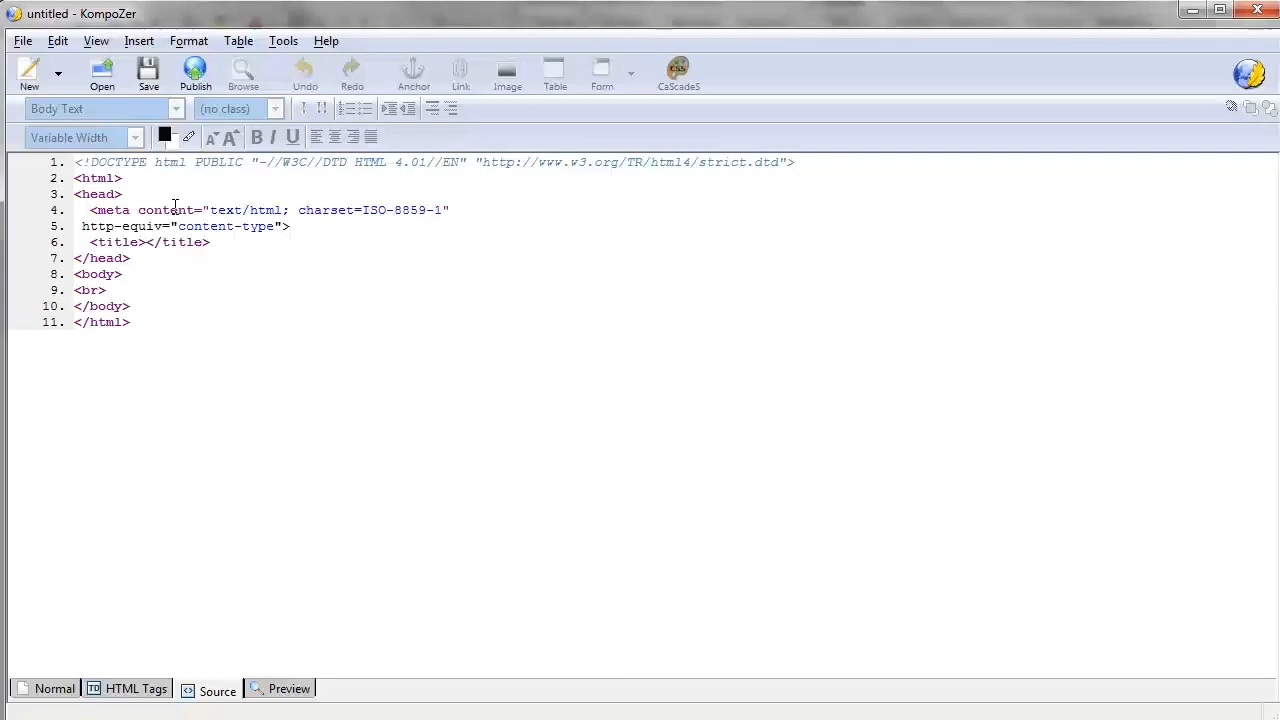 untitled - KompoZer
File Edit View Insert Format Table Tools Help
New Open Save Publish Browse Undo Redo Anchor Link Image Table Form CaScadeS
Body Text (no class)
Variable Width B I U
1. <!DOCTYPE html PUBLIC "-//W3C//DTD HTML 4.01//EN" "http://www.w3.org/TR/html4/strict.dtd">
2. <html>
3. <head>
4. <meta content="text/html; charset=ISO-8859-1"
5. http-equiv="content-type">
6. <title></title>
7. </head>
8. <body>
9. <br>
10. </body>
11. </html>
Normal HTML Tags Source Preview